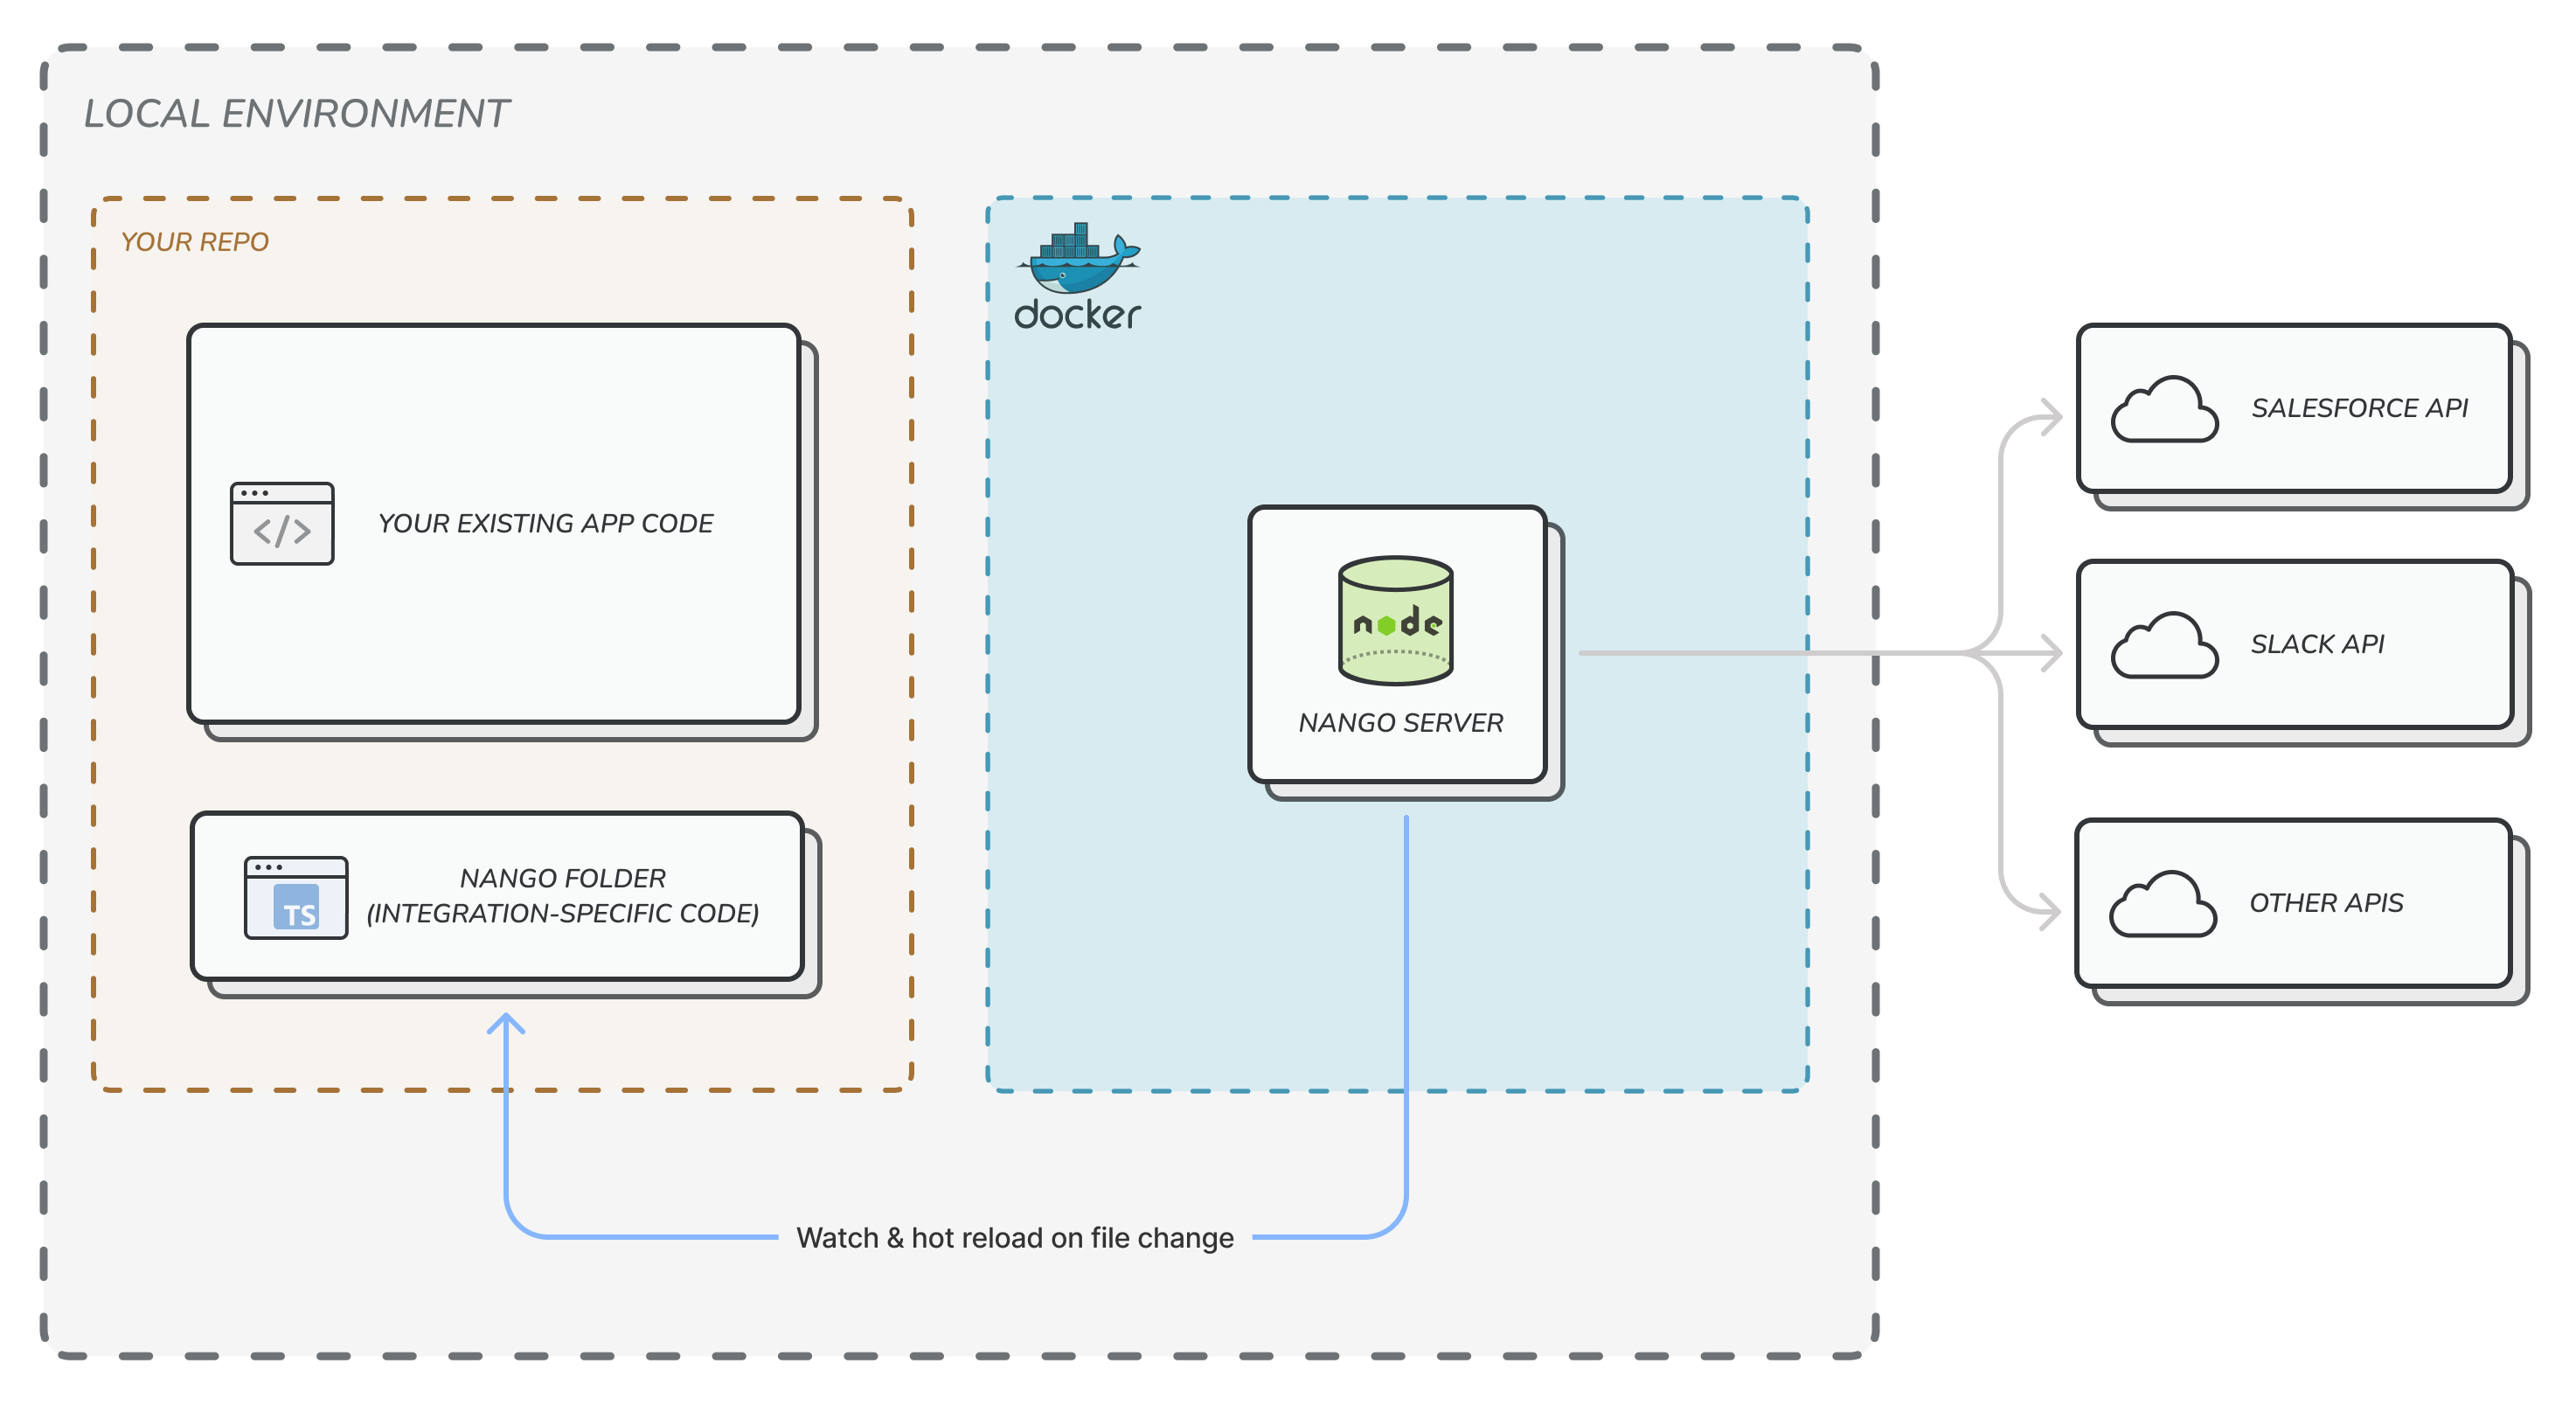 LOCAL ENVIRONMENT
YOUR REPO
docker
YOUR EXISTING APP CODE
node
NANGO SERVER
TS
NANGO FOLDER
(INTEGRATION-SPECIFIC CODE)
Watch & hot reload on file change
SALESFORCE API
SLACK API
OTHER APIS